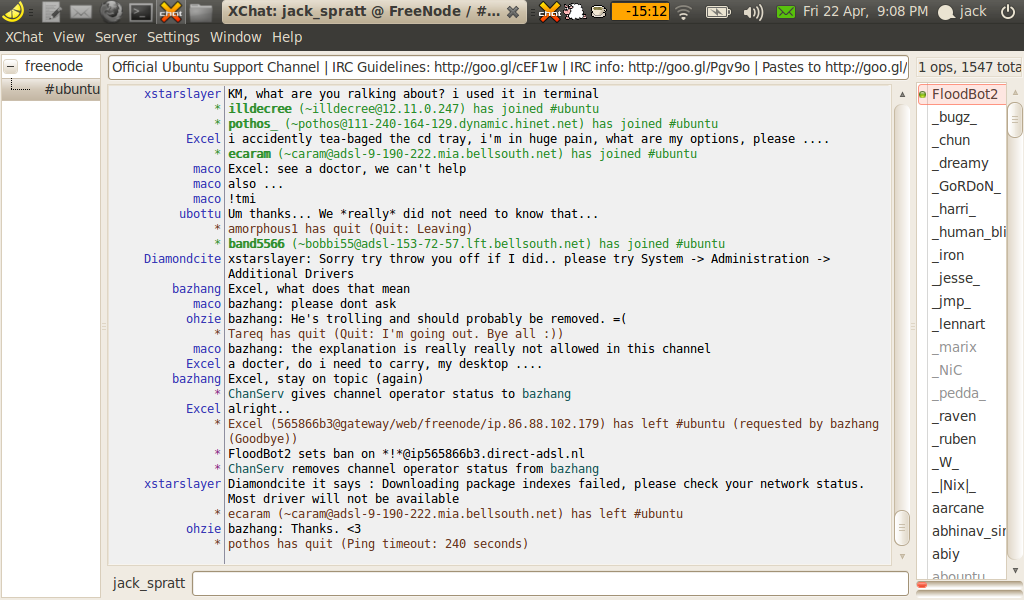 XChat: jack_spratt @ FreeNode / #...
-15:12
Fri 22 Apr, 9:08 PM
jack
XChat View Server Settings Window Help
freenode
#ubuntu
Official Ubuntu Support Channel | IRC Guidelines: http://goo.gl/cEF1w | IRC info: http://goo.gl/Pgv9o | Pastes to http://goo.gl/
1 ops, 1547 tota
xstarslayer KM, what are you ralking about? i used it in terminal
* illdecree (~illdecree@12.11.0.247) has joined #ubuntu
* pothos_ (~pothos@111-240-164-129.dynamic.hinet.net) has joined #ubuntu
Excel i accidently tea-baged the cd tray, i'm in huge pain, what are my options, please ....
* ecaram (~caram@adsl-9-190-222.mia.bellsouth.net) has joined #ubuntu
maco Excel: see a doctor, we can't help
maco also ...
maco !tmi
ubottu Um thanks... We *really* did not need to know that...
* amorphous1 has quit (Quit: Leaving)
* band5566 (~bobbi55@adsl-153-72-57.lft.bellsouth.net) has joined #ubuntu
Diamondcite xstarslayer: Sorry try throw you off if I did.. please try System -> Administration ->
Additional Drivers
bazhang Excel, what does that mean
maco bazhang: please dont ask
ohzie bazhang: He's trolling and should probably be removed. =(
* Tareq has quit (Quit: I'm going out. Bye all :))
maco bazhang: the explanation is really really not allowed in this channel
Excel a docter, do i need to carry, my desktop ....
bazhang Excel, stay on topic (again)
* ChanServ gives channel operator status to bazhang
Excel alright..
* Excel (565866b3@gateway/web/freenode/ip.86.88.102.179) has left #ubuntu (requested by bazhang
(Goodbye))
* FloodBot2 sets ban on *!*@ip565866b3.direct-adsl.nl
* ChanServ removes channel operator status from bazhang
xstarslayer Diamondcite it says : Downloading package indexes failed, please check your network status.
Most driver will not be available
* ecaram (~caram@adsl-9-190-222.mia.bellsouth.net) has left #ubuntu
ohzie bazhang: Thanks. <3
* pothos has quit (Ping timeout: 240 seconds)
FloodBot2
_bugz_
_chun
_dreamy
_GoRDoN_
_harri_
_human_bli
_iron
_jesse_
_jmp_
_lennart
_marix
_NiC
_pedda_
_raven
_ruben
_W_
_|Nix|_
aarcane
abhinav_sin
abiy
abountu
jack_spratt